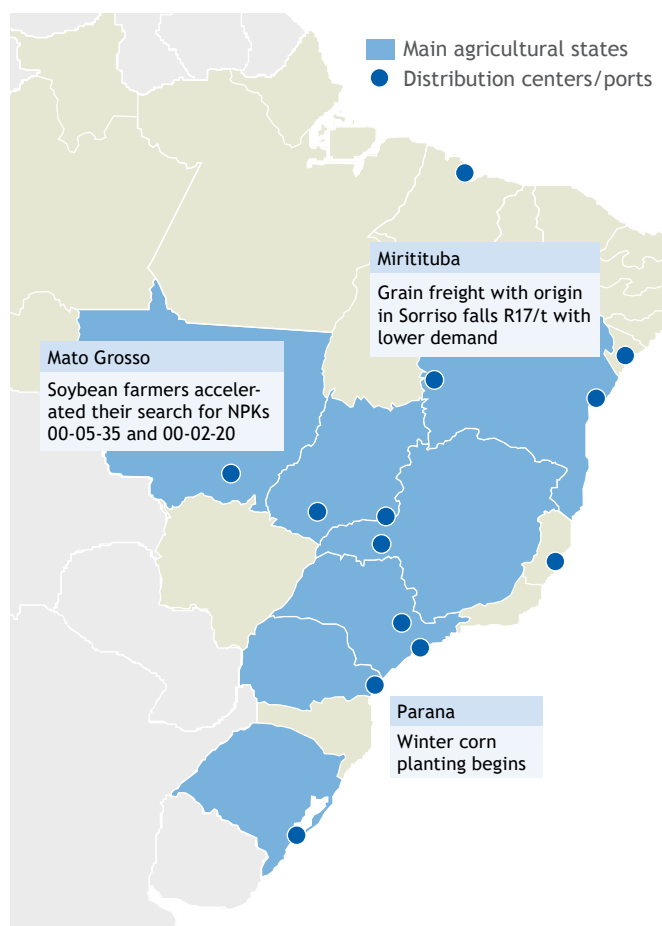 Main agricultural states
Distribution centers/ports
Miritituba
Grain freight with origin
in Sorriso falls R17/t with
lower demand
Mato Grosso
Soybean farmers acceler-
ated their search for NPKs
00-05-35 and 00-02-20
Parana
Winter corn
planting begins